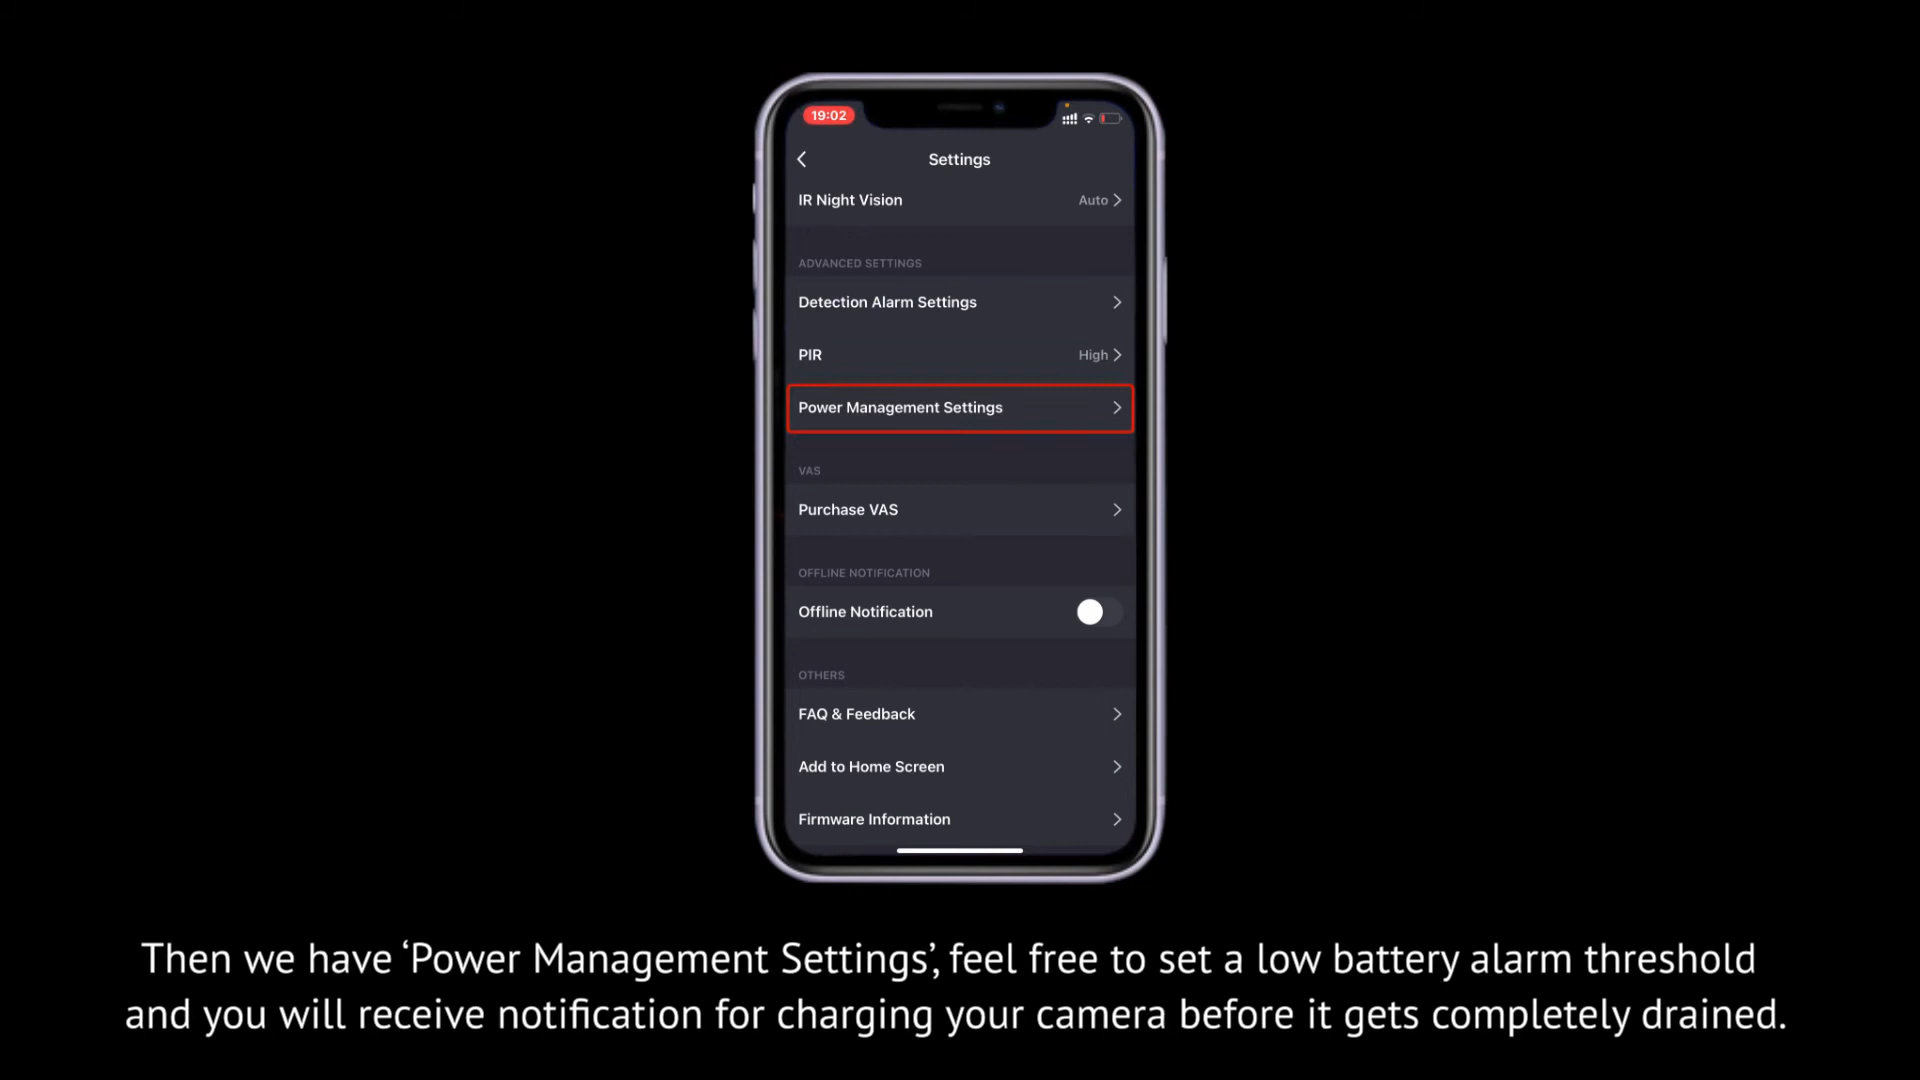 19:02
Settings
IR Night Vision Auto
ADVANCED SETTINGS
Detection Alarm Settings
PIR High
Power Management Settings
VAS
Purchase VAS
OFFLINE NOTIFICATION
Offline Notification
OTHERS
FAQ & Feedback
Add to Home Screen
Firmware Information
Then we have ‘Power Management Settings’, feel free to set a low battery alarm threshold
and you will receive notification for charging your camera before it gets completely drained.